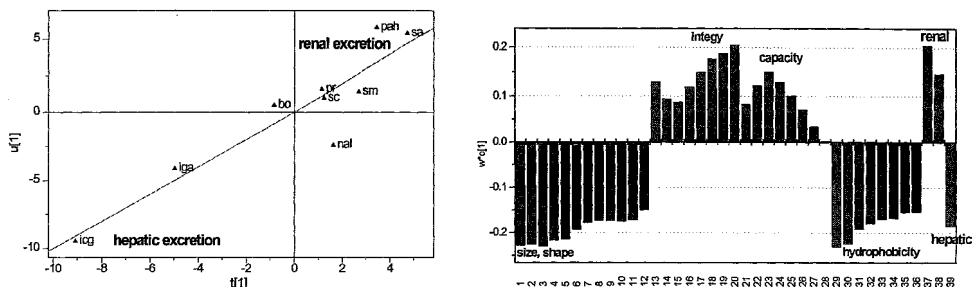 5
0
-5
-10
u[1]
renal excretion
pah
sa
pr
sc
sm
bo
nal
iga
icg
hepatic excretion
-10
-8
-6
-4
-2
0
2
4
t[1]
0.2
0.1
0.0
-0.1
-0.2
w*c[1]
Integy
capacity
renal
size, shape
hydrophobicity
hepatic
1
2
3
4
5
6
7
8
9
10
11
12
13
14
15
16
17
18
19
20
21
22
23
24
25
26
27
28
29
30
31
32
33
34
35
36
37
38
39